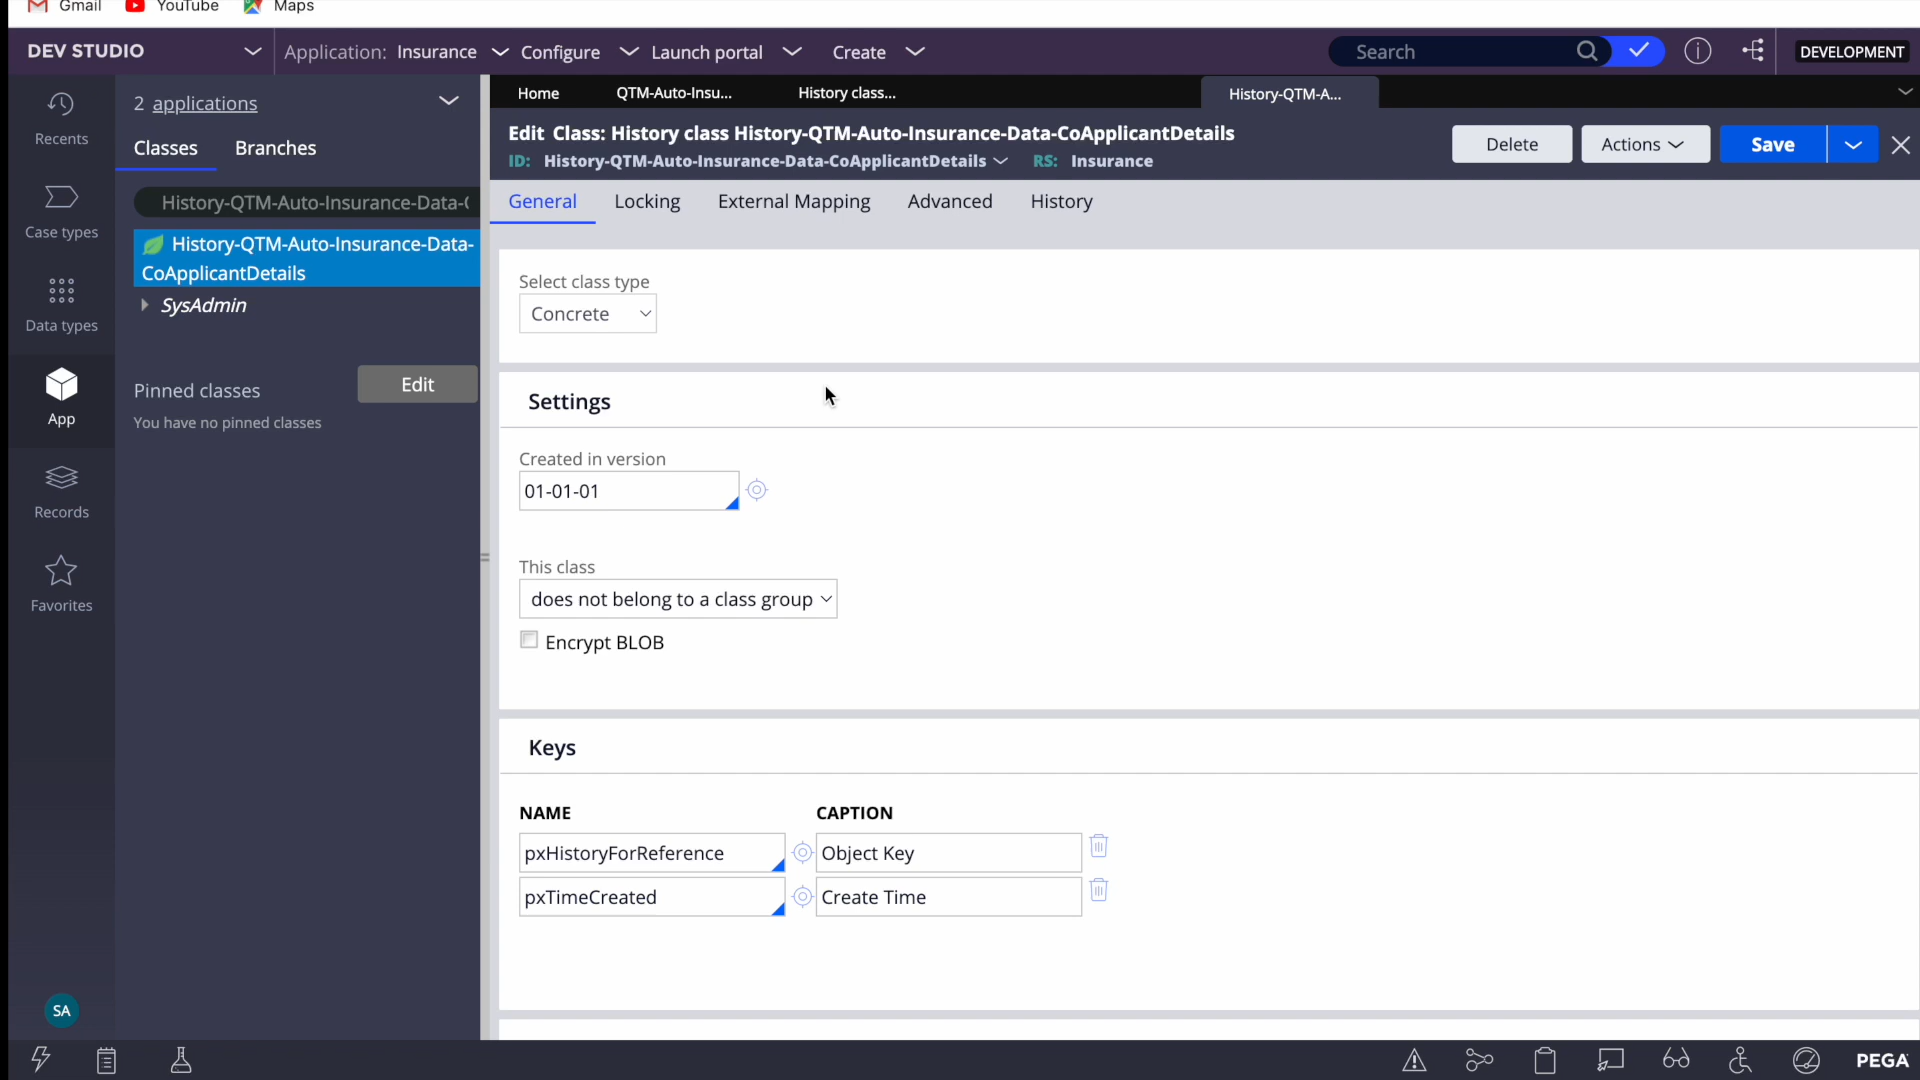 Gmail YouTube Maps
DEV STUDIO Application: Insurance Configure Launch portal Create Search DEVELOPMENT
Recents
Case types
Data types
App
Records
Favorites
SA
2 applications
Classes Branches
History-QTM-Auto-Insurance-Data-
History-QTM-Auto-Insurance-Data-
CoApplicantDetails
SysAdmin
Pinned classes Edit
You have no pinned classes
Home QTM-Auto-Insu... History class... History-QTM-A...
Edit Class: History class History-QTM-Auto-Insurance-Data-CoApplicantDetails
ID: History-QTM-Auto-Insurance-Data-CoApplicantDetails RS: Insurance
Delete Actions Save
General Locking External Mapping Advanced History
Select class type
Concrete
Settings
Created in version
01-01-01
This class
does not belong to a class group
Encrypt BLOB
Keys
NAME CAPTION
pxHistoryForReference Object Key
pxTimeCreated Create Time
PEGA